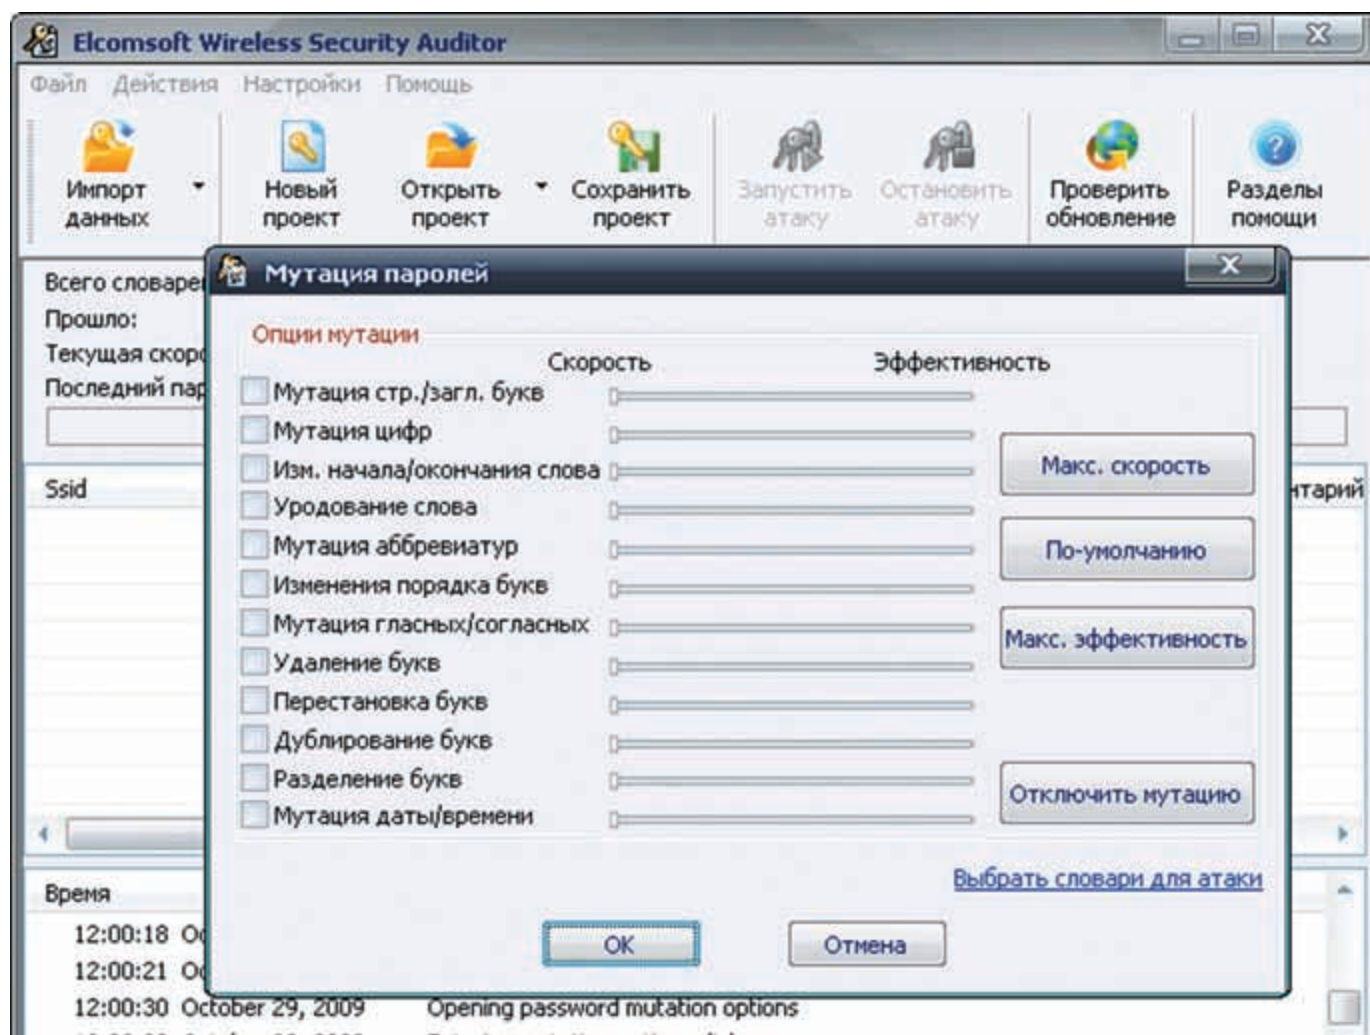 Elcomsoft Wireless Security Auditor
Файл Действия Настройки Помощь
Импорт данных
Новый проект
Открыть проект
Сохранить проект
Запустить атаку
Остановить атаку
Проверить обновление
Разделы помощи
Всего словаре
Прошло:
Текущая скоро
Последний пар
Мутация паролей
Опции мутации
Скорость Эффективность
Мутация стр./загл. букв
Мутация цифр
Изм. начала/окончания слова
Уродование слова
Мутация аббревиатур
Изменения порядка букв
Мутация гласных/согласных
Удаление букв
Перестановка букв
Дублирование букв
Разделение букв
Мутация даты/времени
Макс. скорость
По-умолчанию
Макс. эффективность
Отключить мутацию
Выбрать словари для атаки
OK Отмена
Ssid
нтарий
Время
12:00:18 Oc
12:00:21 Oc
12:00:30 October 29, 2009 Opening password mutation options